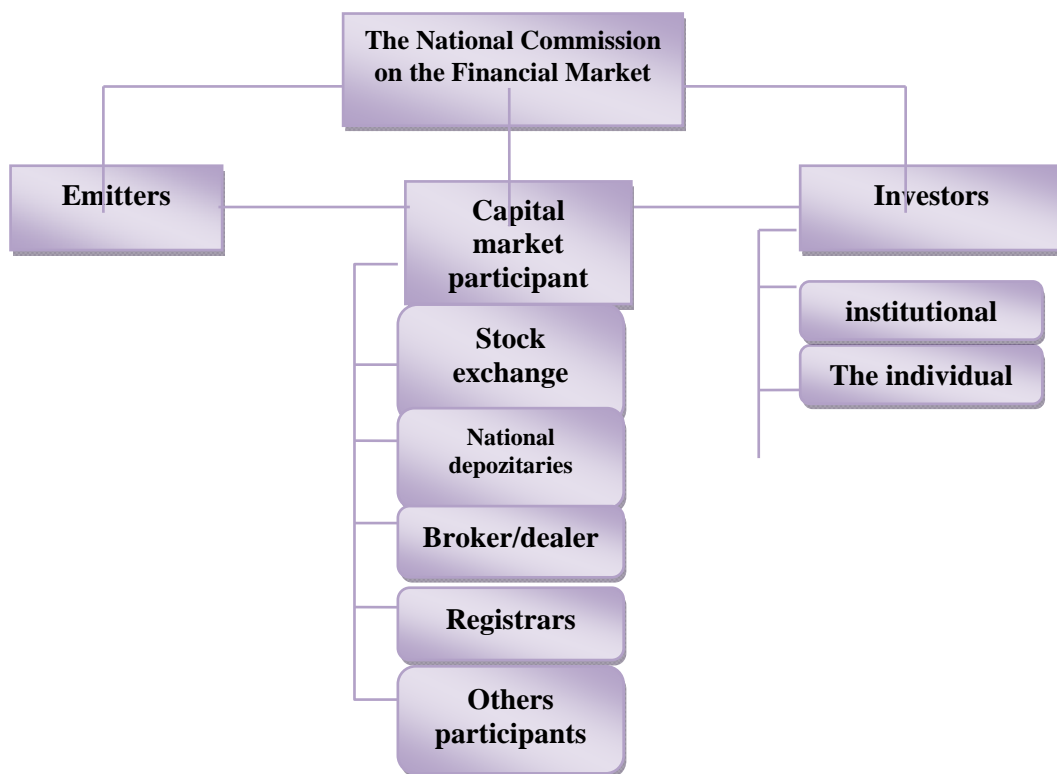 The National Commission
on the Financial Market
Emitters
Capital
market
participant
Investors
Stock
exchange
National
depozitaries
Broker/dealer
Registrars
Others
participants
institutional
The individual